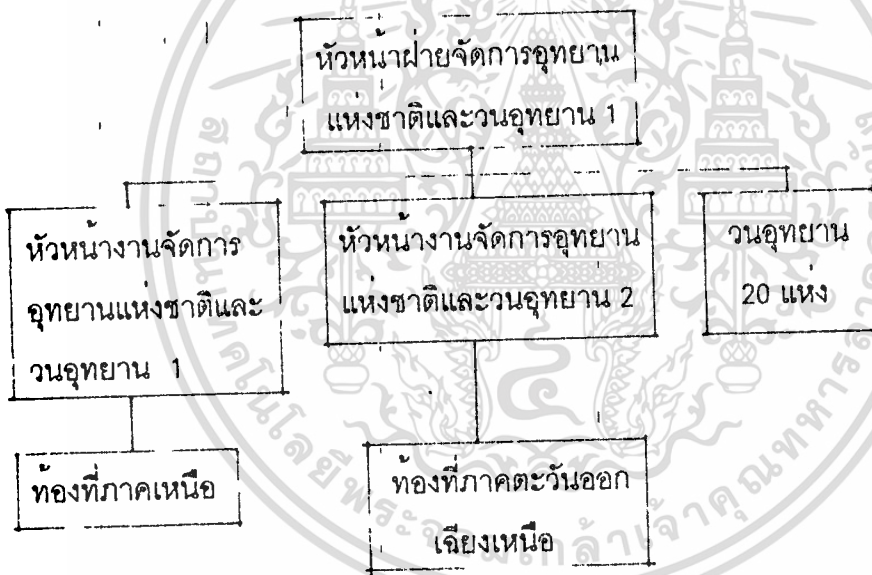 หัวหน้าฝ่ายจัดการอุทยาน
แห่งชาติและวนอุทยาน 1
หัวหน้างานจัดการ
อุทยานแห่งชาติและ
วนอุทยาน 1
หัวหน้างานจัดการอุทยาน
แห่งชาติและวนอุทยาน 2
วนอุทยาน
20 แห่ง
ท้องที่ภาคเหนือ
ท้องที่ภาคตะวันออก
เฉียงเหนือ